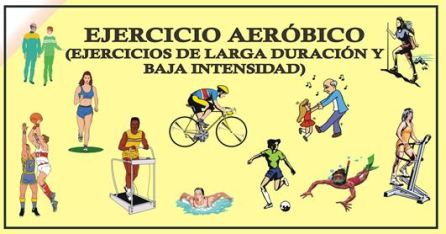 EJERCICIO AERÓBICO
(EJERCICIOS DE LARGA DURACIÓN Y
BAJA INTENSIDAD)